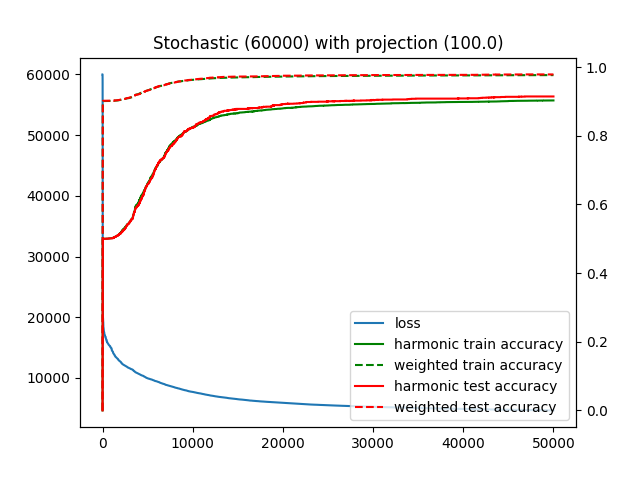 Stochastic (60000) with projection (100.0)
60000
50000
40000
30000
20000
10000
1.0
0.8
0.6
0.4
0.2
0.0
loss
harmonic train accuracy
weighted train accuracy
harmonic test accuracy
weighted test accuracy
0 10000 20000 30000 40000 50000